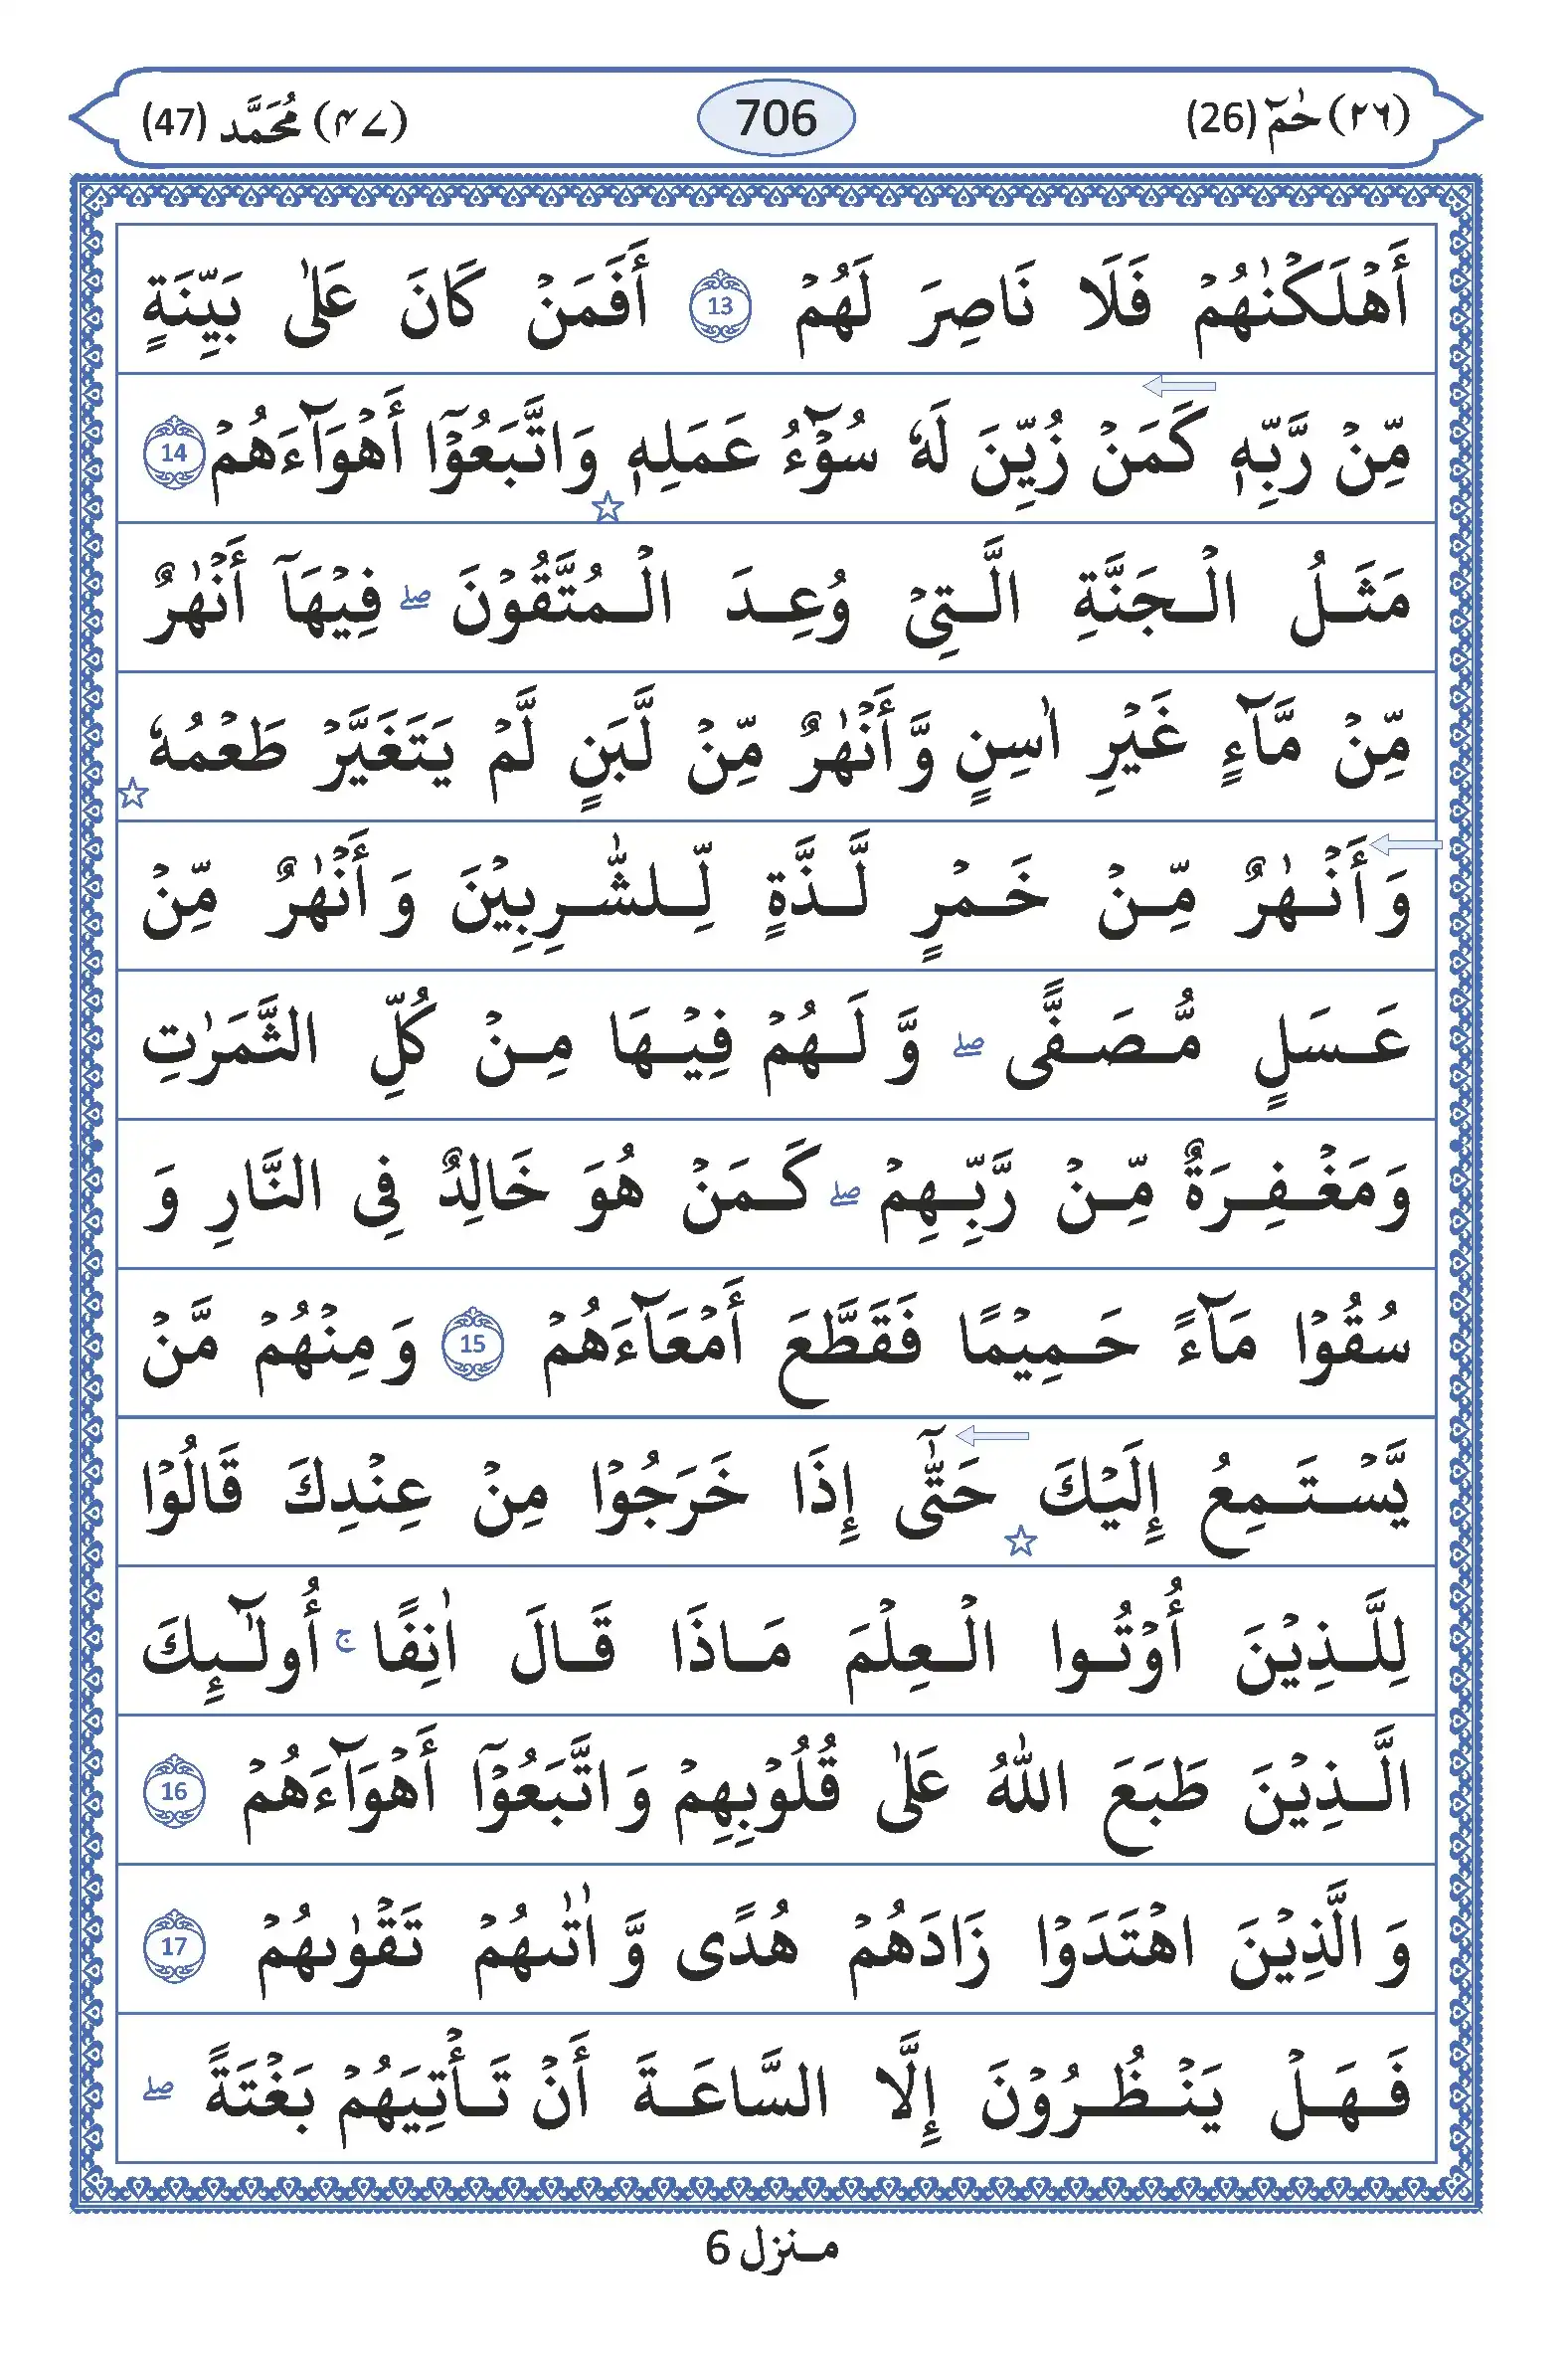 (٢٦) حٰمٓ (26) 706 (٤٧) مُحَمَّد (47)
أَهۡلَكۡنٰهُمۡ فَلَا نَاصِرَ لَهُمۡ 13 أَفَمَنۡ كَانَ عَلٰى بَيِّنَةٍ
مِّنۡ رَّبِّهٖ كَمَنۡ زُيِّنَ لَهٗ سُوۡٓءُ عَمَلِهٖ وَاتَّبَعُوۡٓا أَهۡوَآءَهُمۡ 14
مَثَلُ الۡجَنَّةِ الَّتِىۡ وُعِدَ الۡمُتَّقُوۡنَ ۖ فِيۡهَآ أَنۡهٰرٌ
مِّنۡ مَّآءٍ غَيۡرِ اٰسِنٍ وَّأَنۡهٰرٌ مِّنۡ لَّبَنٍ لَّمۡ يَتَغَيَّرۡ طَعۡمُهٗ
وَأَنۡهٰرٌ مِّنۡ خَمۡرٍ لَّذَّةٍ لِّلشّٰرِبِيۡنَ وَأَنۡهٰرٌ مِّنۡ
عَسَلٍ مُّصَفًّى ۖ وَّلَهُمۡ فِيۡهَا مِنۡ كُلِّ الثَّمَرٰتِ
وَمَغۡفِرَةٌ مِّنۡ رَّبِّهِمۡ ۖ كَمَنۡ هُوَ خَالِدٌ فِى النَّارِ وَ
سُقُوۡا مَآءً حَمِيۡمًا فَقَطَّعَ أَمۡعَآءَهُمۡ 15 وَمِنۡهُمۡ مَّنۡ
يَّسۡتَمِعُ إِلَيۡكَ حَتّٰٓى إِذَا خَرَجُوۡا مِنۡ عِنۡدِكَ قَالُوۡا
لِلَّذِيۡنَ أُوۡتُوا الۡعِلۡمَ مَاذَا قَالَ اٰنِفًا ۚ أُولٰٓئِكَ
الَّذِيۡنَ طَبَعَ اللّٰهُ عَلٰى قُلُوۡبِهِمۡ وَاتَّبَعُوۡٓا أَهۡوَآءَهُمۡ 16
وَالَّذِيۡنَ اهۡتَدَوۡا زَادَهُمۡ هُدًى وَّاٰتٰىهُمۡ تَقۡوٰىهُمۡ 17
فَهَلۡ يَنۡظُرُوۡنَ إِلَّا السَّاعَةَ أَنۡ تَأۡتِيَهُمۡ بَغۡتَةً ۖ
منزل 6